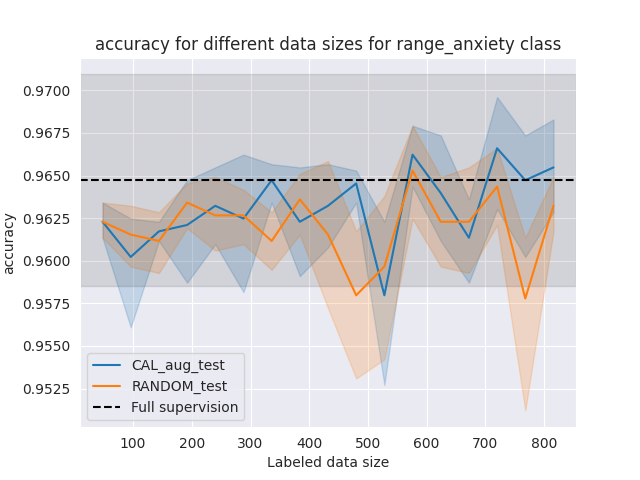 accuracy for different data sizes for range_anxiety class
accuracy
0.9700
0.9675
0.9650
0.9625
0.9600
0.9575
0.9550
0.9525
CAL_aug_test
RANDOM_test
Full supervision
100 200 300 400 500 600 700 800
Labeled data size